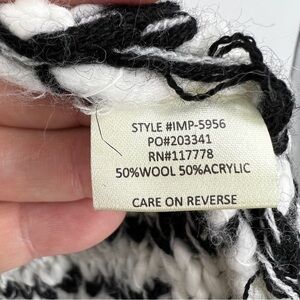 STYLE #IMP-5956
PO#203341
RN#117778
50%WOOL 50%ACRYLIC
CARE ON REVERSE